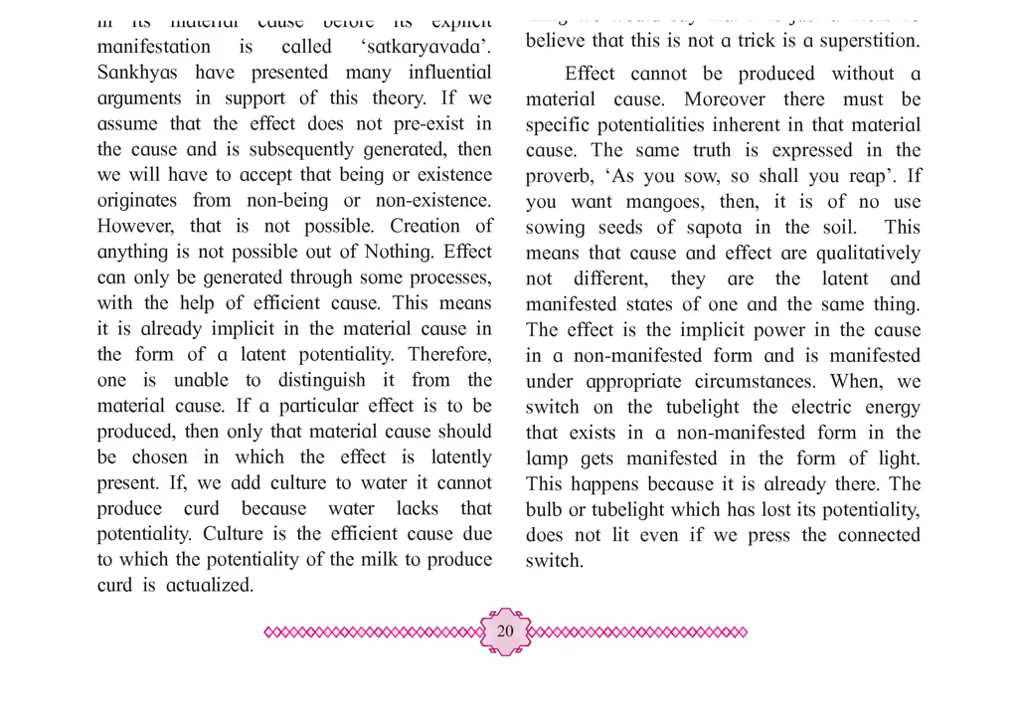 in its material cause before its explicit
manifestation is called ‘satkaryavada’.
Sankhyas have presented many influential
arguments in support of this theory. If we
assume that the effect does not pre-exist in
the cause and is subsequently generated, then
we will have to accept that being or existence
originates from non-being or non-existence.
However, that is not possible. Creation of
anything is not possible out of Nothing. Effect
can only be generated through some processes,
with the help of efficient cause. This means
it is already implicit in the material cause in
the form of a latent potentiality. Therefore,
one is unable to distinguish it from the
material cause. If a particular effect is to be
produced, then only that material cause should
be chosen in which the effect is latently
present. If, we add culture to water it cannot
produce curd because water lacks that
potentiality. Culture is the efficient cause due
to which the potentiality of the milk to produce
curd is actualized.
believe that this is not a trick is a superstition.
Effect cannot be produced without a
material cause. Moreover there must be
specific potentialities inherent in that material
cause. The same truth is expressed in the
proverb, ‘As you sow, so shall you reap’. If
you want mangoes, then, it is of no use
sowing seeds of sapota in the soil. This
means that cause and effect are qualitatively
not different, they are the latent and
manifested states of one and the same thing.
The effect is the implicit power in the cause
in a non-manifested form and is manifested
under appropriate circumstances. When, we
switch on the tubelight the electric energy
that exists in a non-manifested form in the
lamp gets manifested in the form of light.
This happens because it is already there. The
bulb or tubelight which has lost its potentiality,
does not lit even if we press the connected
switch.
20